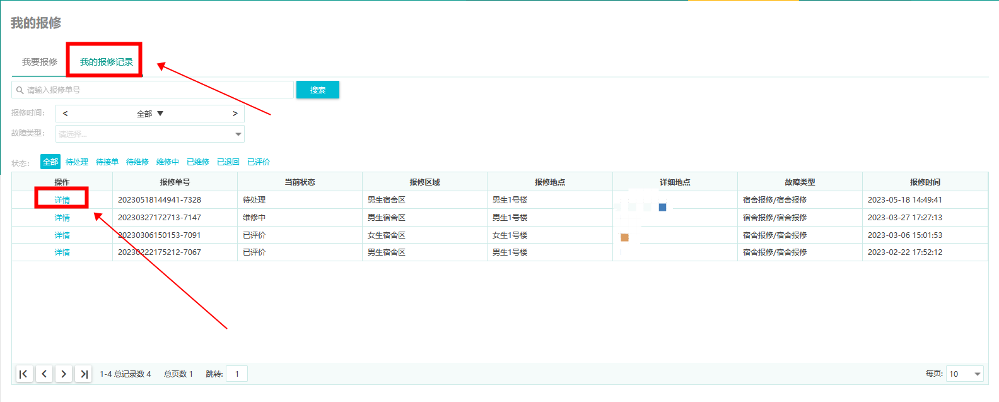 我的报修
我要报修 我的报修记录
请输入报修单号 搜索
报修时间: < 全部 ▼ >
故障类型: 请选择...
状态: 全部 待处理 待接单 待维修 维修中 已维修 已退回 已评价
操作 报修单号 当前状态 报修区域 报修地点 详细地点 故障类型 报修时间
详情 20230518144941-7328 待处理 男生宿舍区 男生1号楼 宿舍报修/宿舍报修 2023-05-18 14:49:41
详情 20230327172713-7147 维修中 男生宿舍区 男生1号楼 宿舍报修/宿舍报修 2023-03-27 17:27:13
详情 20230306150153-7091 已评价 女生宿舍区 女生1号楼 宿舍报修/宿舍报修 2023-03-06 15:01:53
详情 20230222175212-7067 已评价 男生宿舍区 男生1号楼 宿舍报修/宿舍报修 2023-02-22 17:52:12
1-4 总记录数 4 总页数 1 跳转: 1 每页: 10